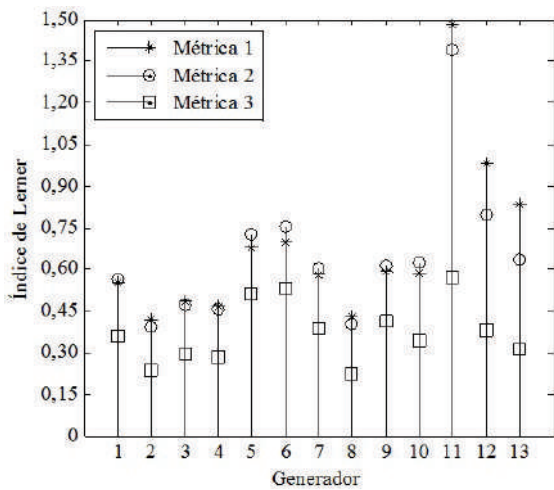 1,50
1,35
1,20
1,05
0,90
0,75
0,60
0,45
0,30
0,15
0
Índice de Lerner
Métrica 1
Métrica 2
Métrica 3
1 2 3 4 5 6 7 8 9 10 11 12 13
Generador